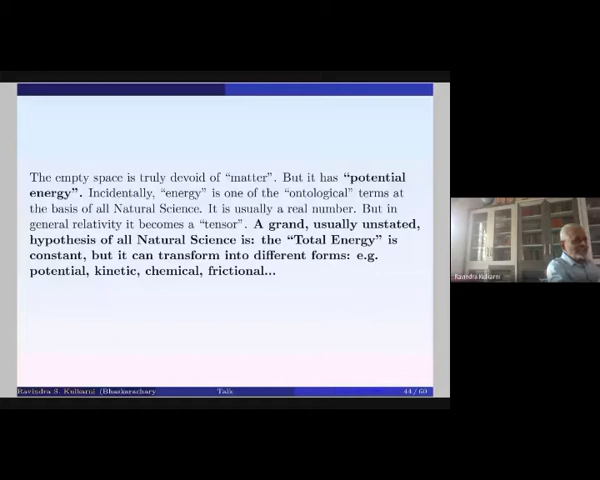 The empty space is truly devoid of “matter”. But it has “potential
energy”. Incidentally, “energy” is one of the “ontological” terms at
the basis of all Natural Science. It is usually a real number. But in
general relativity it becomes a “tensor”. A grand, usually unstated,
hypothesis of all Natural Science is: the “Total Energy” is
constant, but it can transform into different forms: e.g.
potential, kinetic, chemical, frictional...
Ravindra S. Kulkarni (Bhaskarachary
Talk
44 / 60
Ravindra Kulkarni